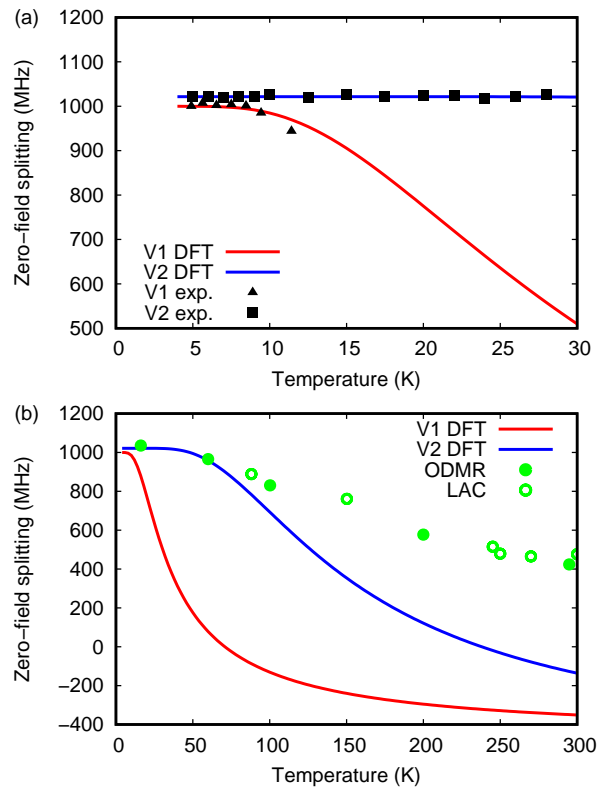 (a)
1200
1100
1000
900
800
700
600
500
Zero−field splitting (MHz)
V1 DFT
V2 DFT
V1 exp.
V2 exp.
0 5 10 15 20 25 30
Temperature (K)
(b)
1200
1000
800
600
400
200
0
−200
−400
Zero−field splitting (MHz)
V1 DFT
V2 DFT
ODMR
LAC
0 50 100 150 200 250 300
Temperature (K)